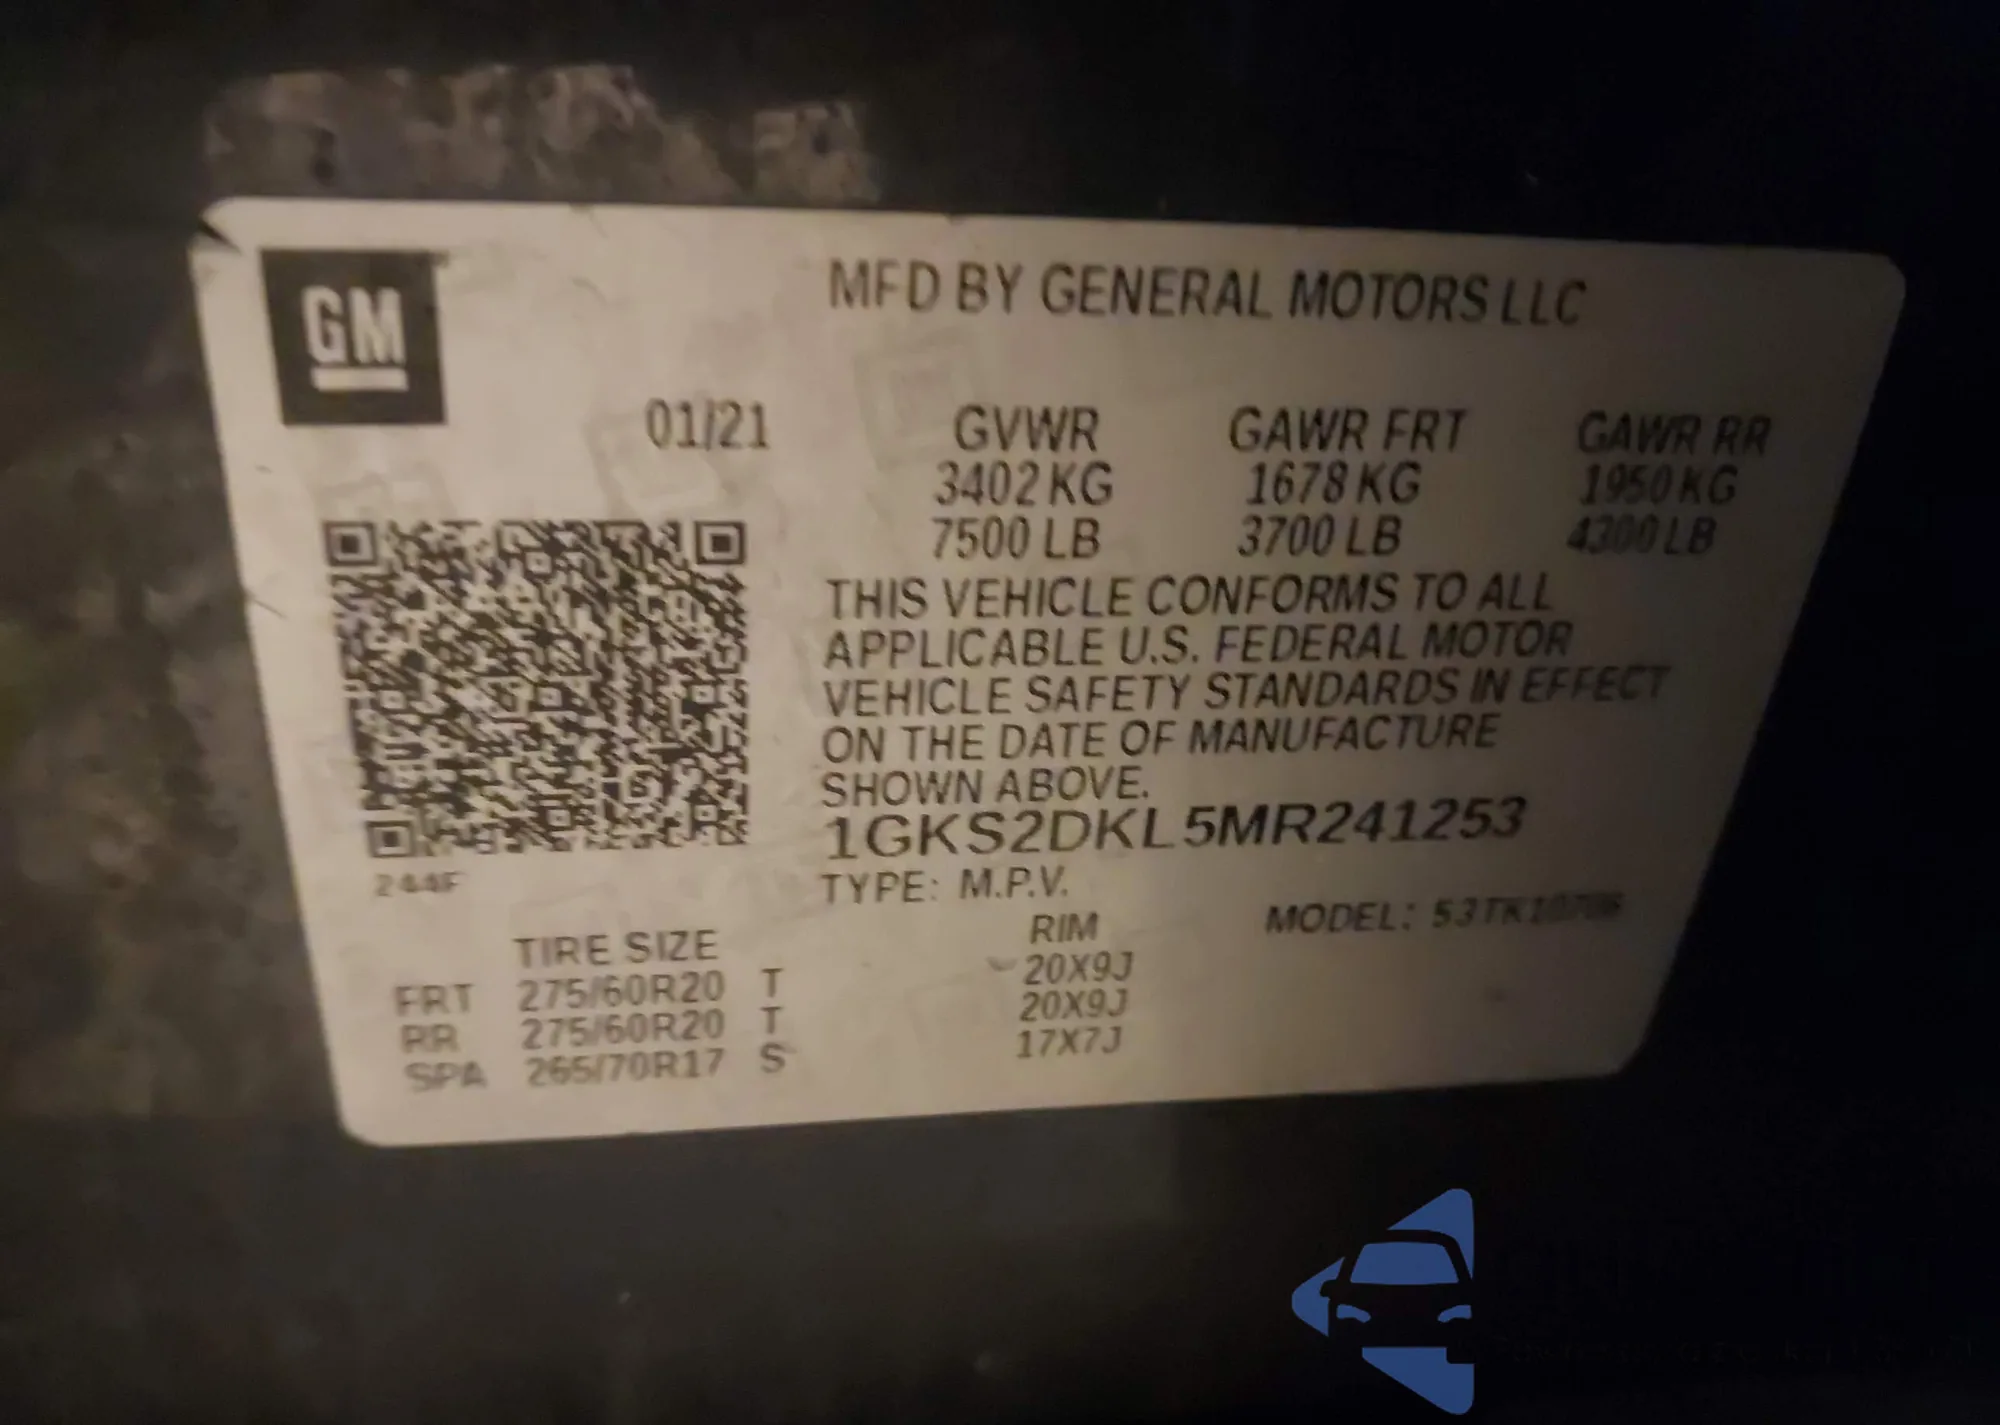 GM
MFD BY GENERAL MOTORS LLC
01/21 GVWR GAWR FRT GAWR RR
3402 KG 1678 KG 1950 KG
7500 LB 3700 LB 4300 LB
THIS VEHICLE CONFORMS TO ALL
APPLICABLE U.S. FEDERAL MOTOR
VEHICLE SAFETY STANDARDS IN EFFECT
ON THE DATE OF MANUFACTURE
SHOWN ABOVE.
1GKS2DKL5MR241253
244F
TYPE: M.P.V. MODEL: 53TK10706
TIRE SIZE RIM
FRT 275/60R20 T 20X9J
RR 275/60R20 T 20X9J
SPA 265/70R17 S 17X7J